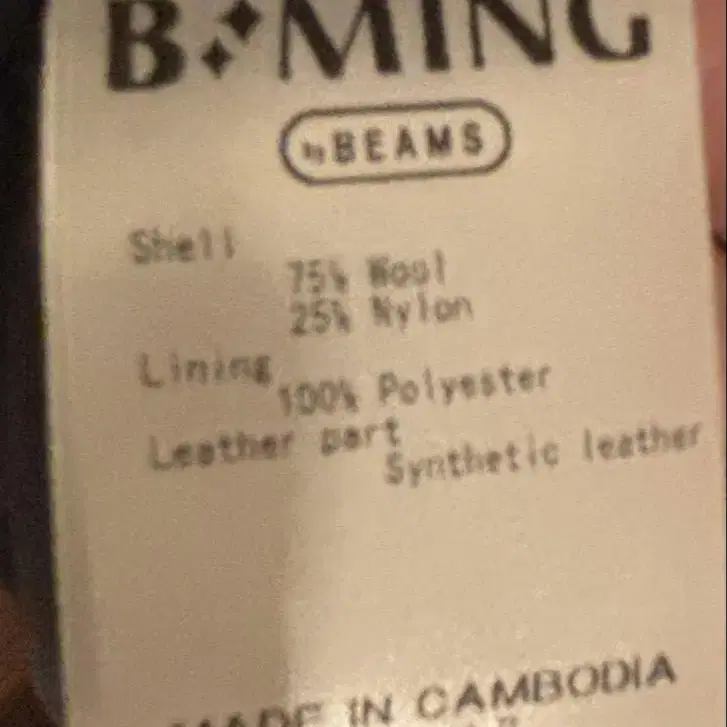 B:MING
by BEAMS
Shell
75% Wool
25% Nylon
Lining
100% Polyester
Leather part
Synthetic leather
MADE IN CAMBODIA